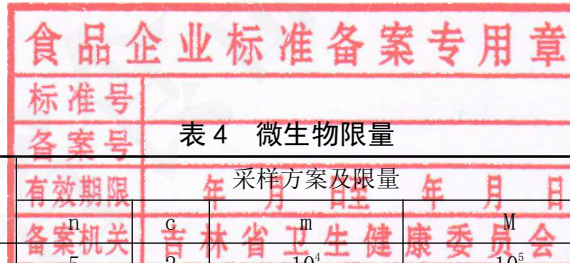 食品企业标准备案专用章
标准号
备案号
表4 微生物限量
有效期限 年 月 日至 年 月 日
采样方案及限量
备案机关 吉林省卫生健康委员会
n c m M
5 2 10⁴ 10⁵